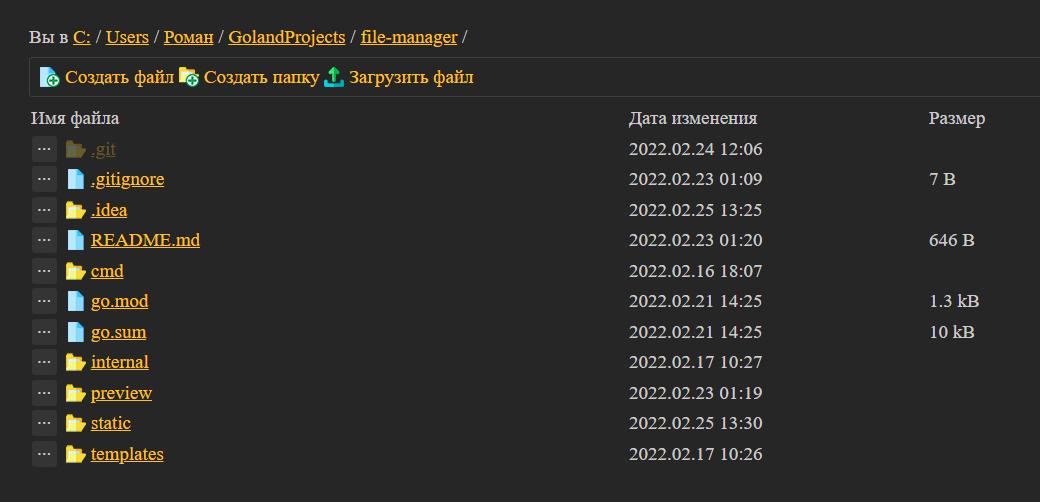 Вы в C: / Users / Роман / GolandProjects / file-manager /
Создать файл Создать папку Загрузить файл
Имя файла Дата изменения Размер
... .git 2022.02.24 12:06
... .gitignore 2022.02.23 01:09 7 B
... .idea 2022.02.25 13:25
... README.md 2022.02.23 01:20 646 B
... cmd 2022.02.16 18:07
... go.mod 2022.02.21 14:25 1.3 kB
... go.sum 2022.02.21 14:25 10 kB
... internal 2022.02.17 10:27
... preview 2022.02.23 01:19
... static 2022.02.25 13:30
... templates 2022.02.17 10:26